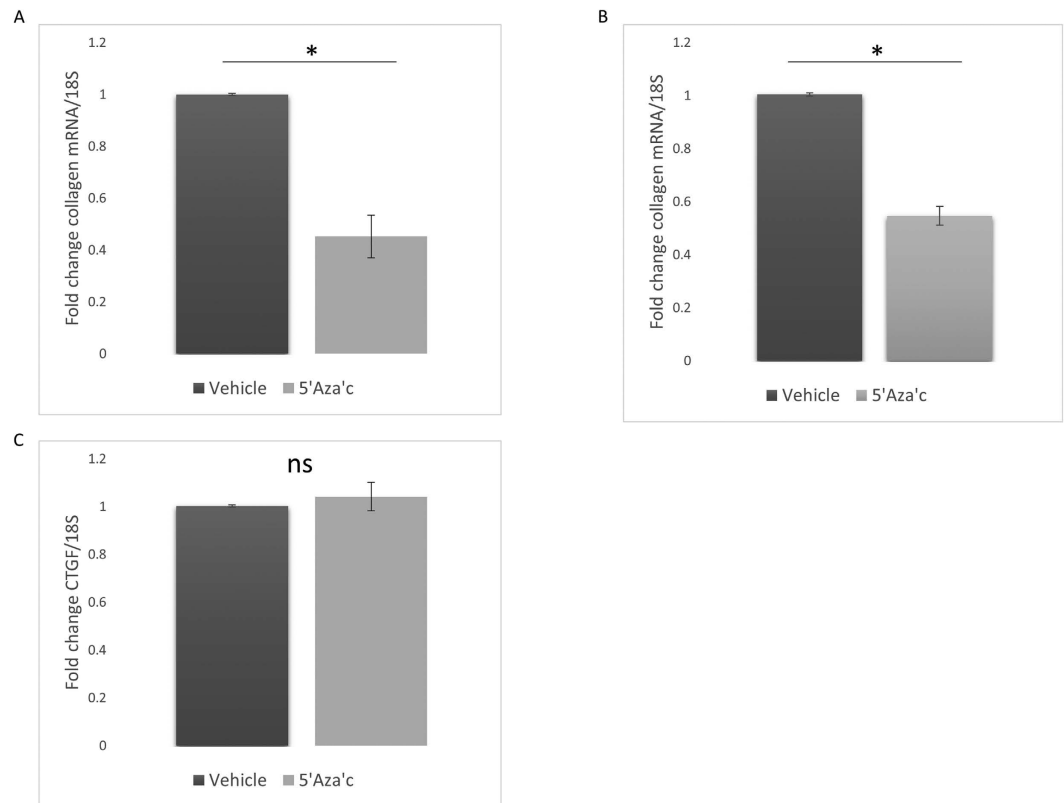 A
Fold change collagen mRNA/18S
1.2
1
0.8
0.6
0.4
0.2
0
*
Vehicle 5'Aza'c
B
Fold change collagen mRNA/18S
1.2
1
0.8
0.6
0.4
0.2
0
*
Vehicle 5'Aza'c
C
Fold change CTGF/18S
1.2
1
0.8
0.6
0.4
0.2
0
ns
Vehicle 5'Aza'c